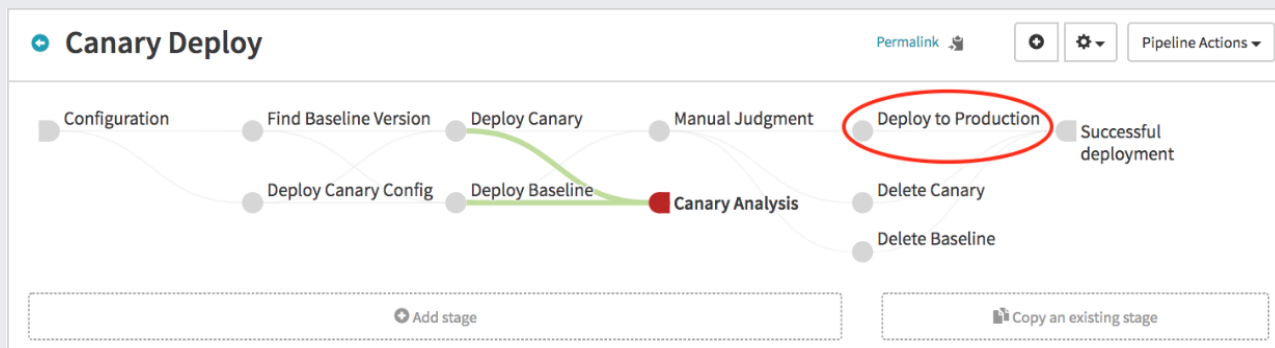 Canary Deploy
Permalink
Pipeline Actions
Configuration
Find Baseline Version
Deploy Canary
Manual Judgment
Deploy to Production
Successful
deployment
Deploy Canary Config
Deploy Baseline
Canary Analysis
Delete Canary
Delete Baseline
Add stage
Copy an existing stage